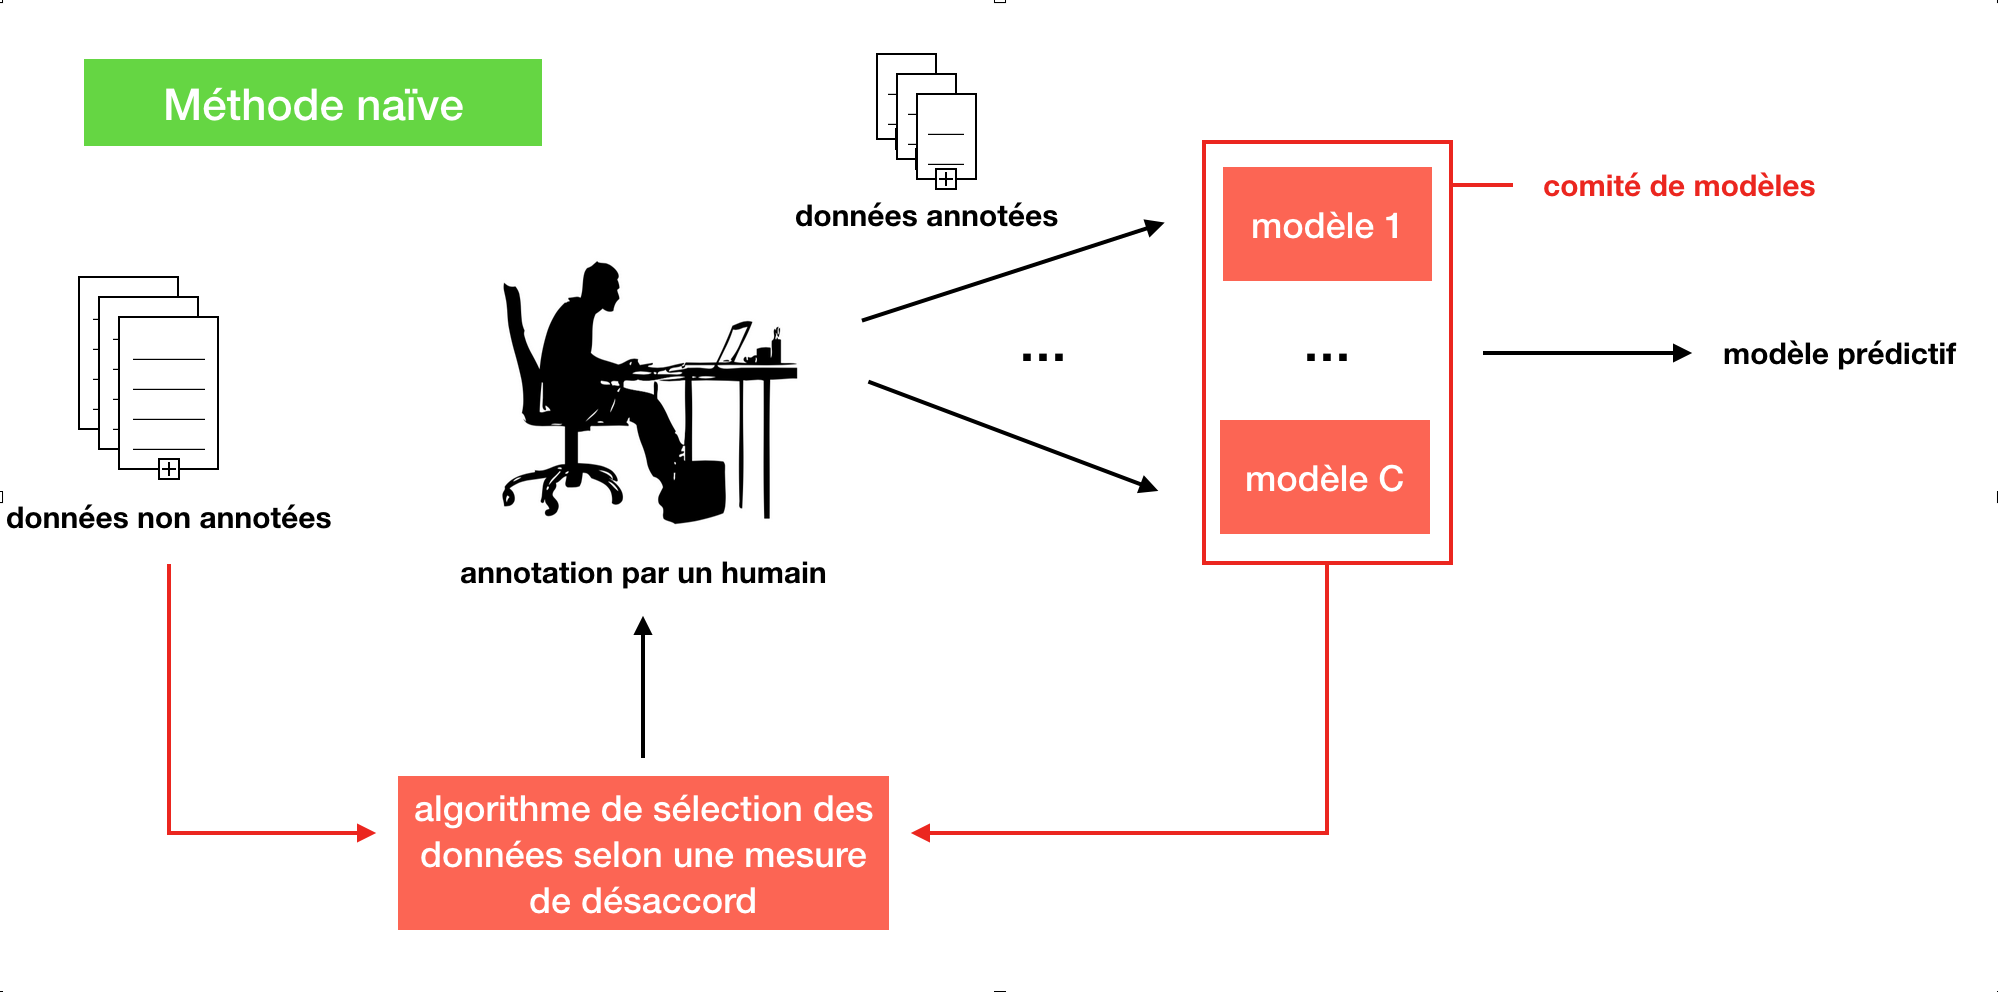 Méthode naïve
données annotées
comité de modèles
modèle 1
...
...
modèle prédictif
modèle C
données non annotées
annotation par un humain
algorithme de sélection des
données selon une mesure
de désaccord